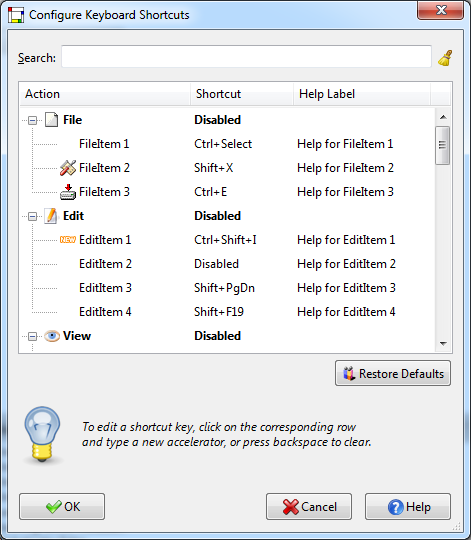 Configure Keyboard Shortcuts
Search:
Action Shortcut Help Label
File Disabled
FileItem 1 Ctrl+Select Help for FileItem 1
FileItem 2 Shift+X Help for FileItem 2
FileItem 3 Ctrl+E Help for FileItem 3
Edit Disabled
NEW EditItem 1 Ctrl+Shift+I Help for EditItem 1
EditItem 2 Disabled Help for EditItem 2
EditItem 3 Shift+PgDn Help for EditItem 3
EditItem 4 Shift+F19 Help for EditItem 4
View Disabled
Restore Defaults
To edit a shortcut key, click on the corresponding row
and type a new accelerator, or press backspace to clear.
OK Cancel Help